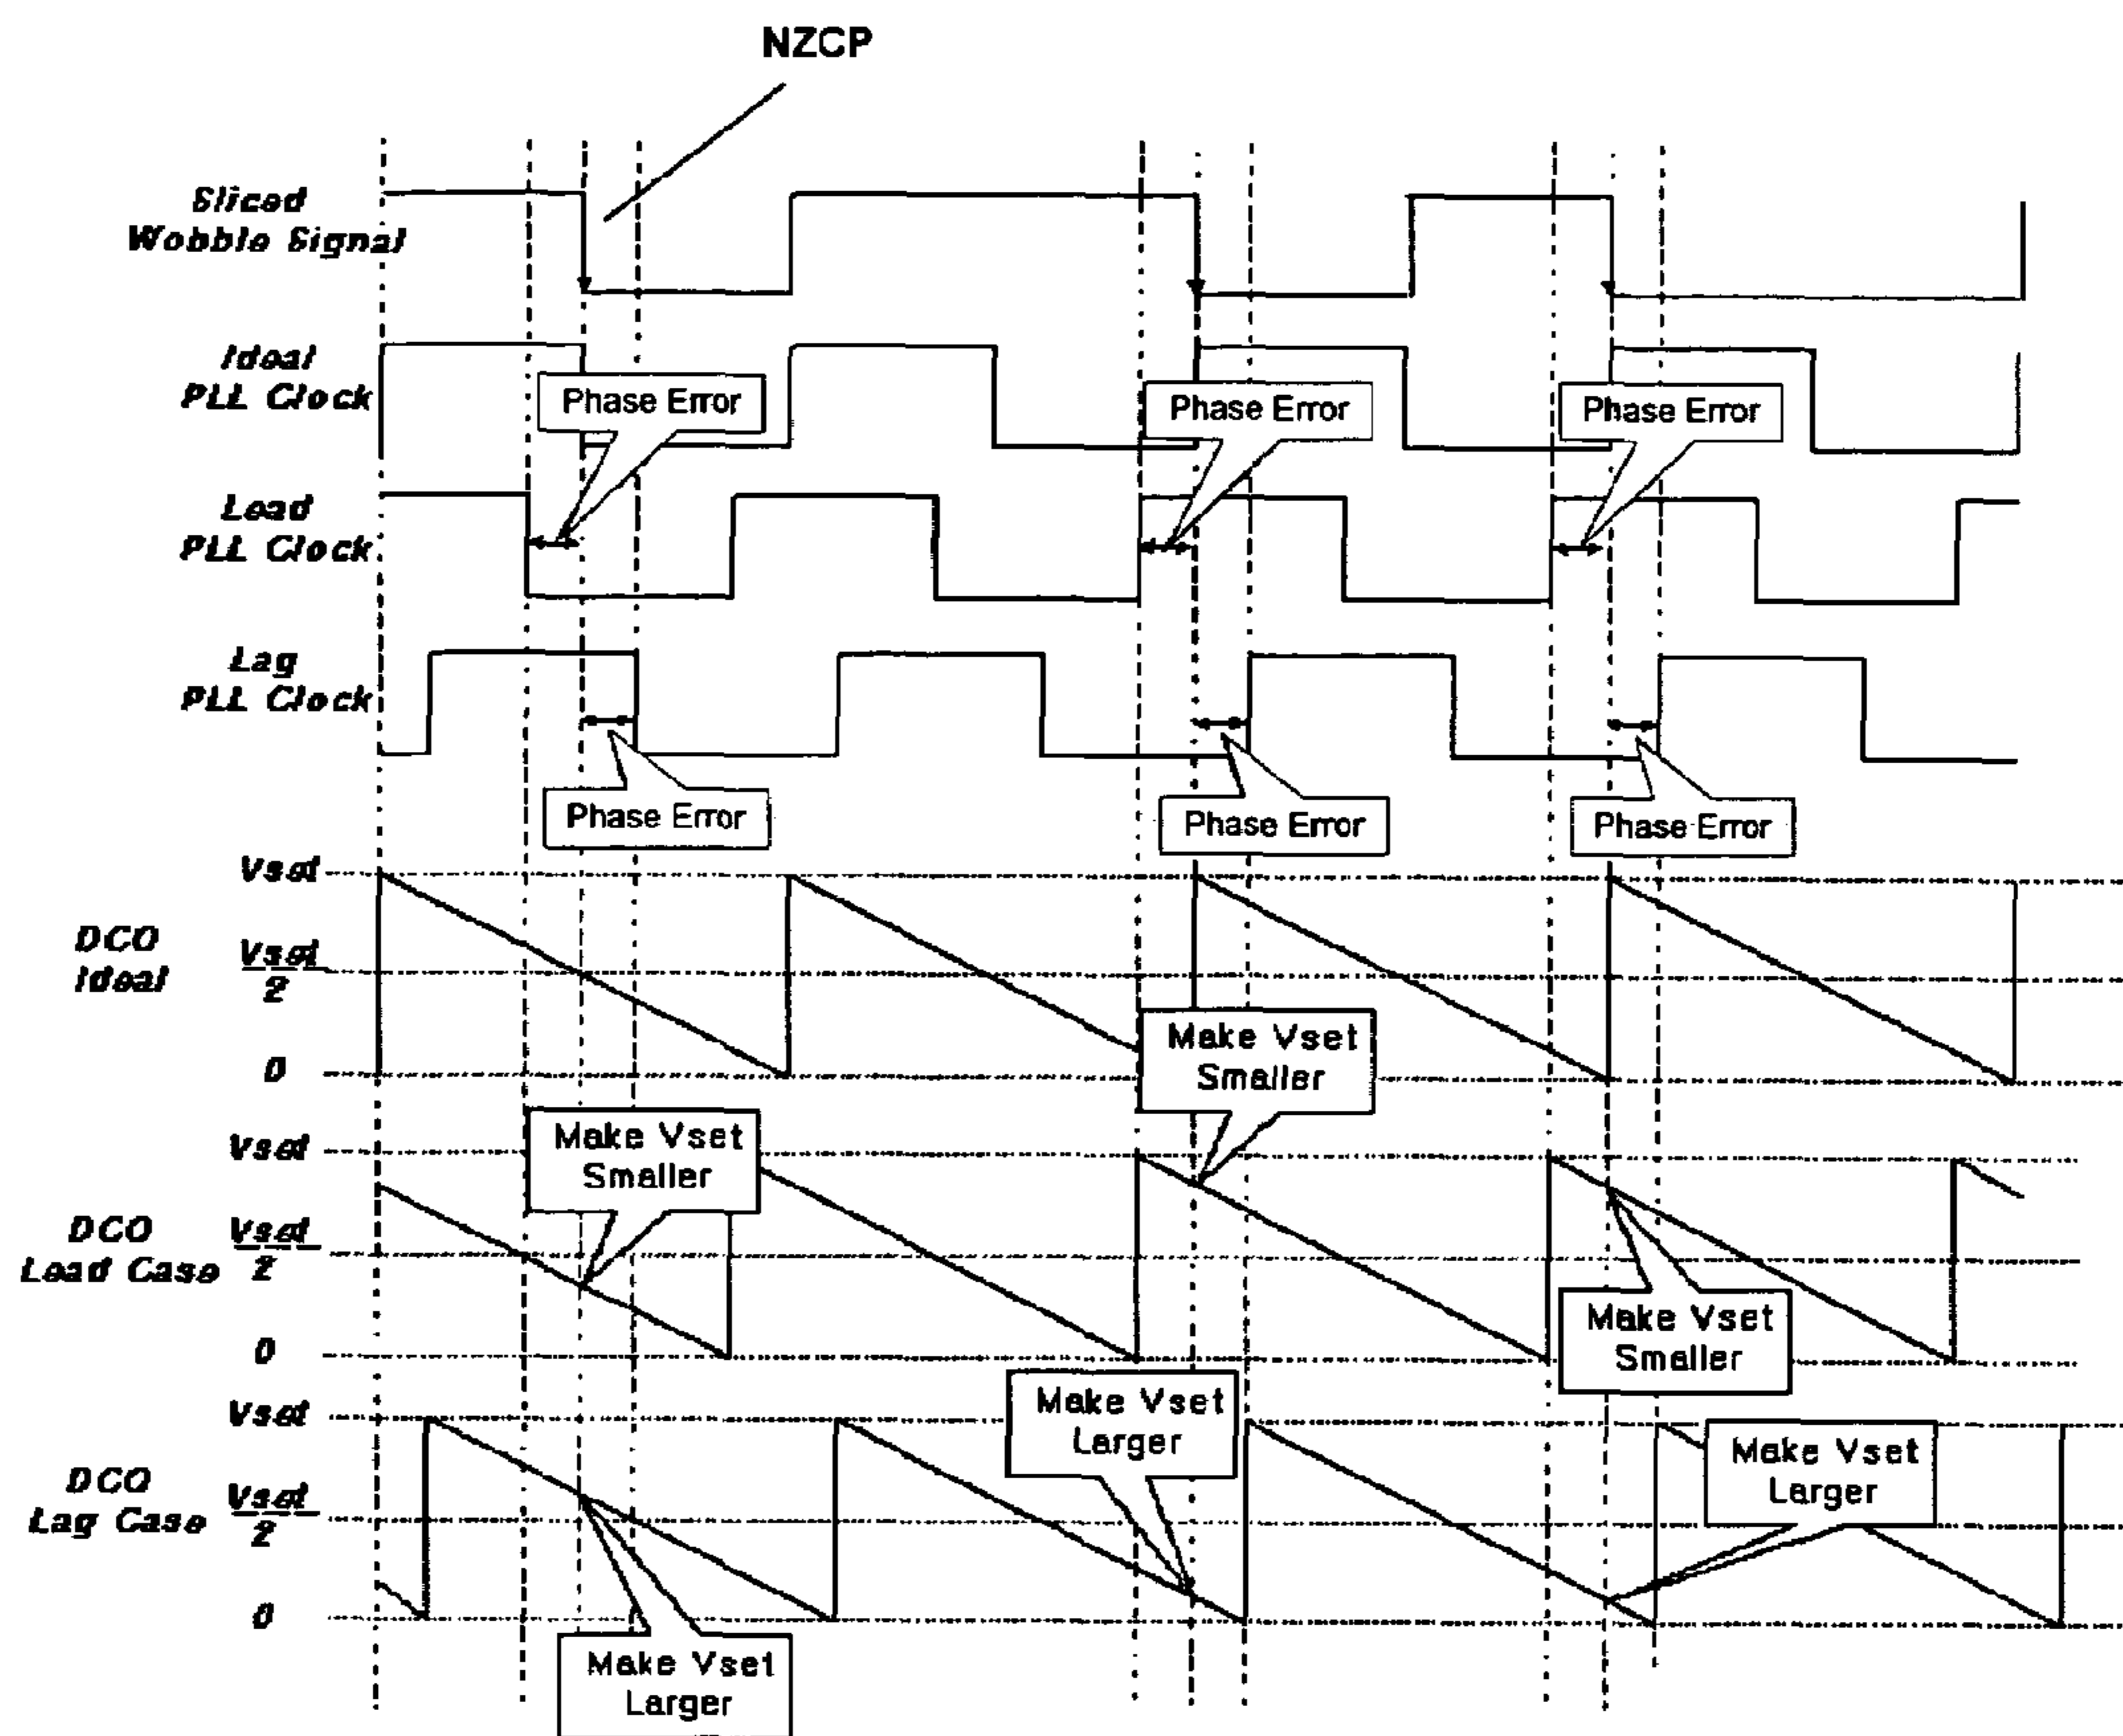 NZCP
Sliced
Wobble Signal
Ideal
PLL Clock
Phase Error
Phase Error
Phase Error
Lead
PLL Clock
Lag
PLL Clock
Phase Error
Phase Error
Phase Error
Vset
DCO
Ideal
Vset
2
0
Make Vset
Smaller
Vset
Make Vset
Smaller
DCO
Lead Case
Vset
2
0
Make Vset
Smaller
Vset
Make Vset
Larger
Make Vset
Larger
DCO
Lag Case
Vset
2
0
Make Vset
Larger